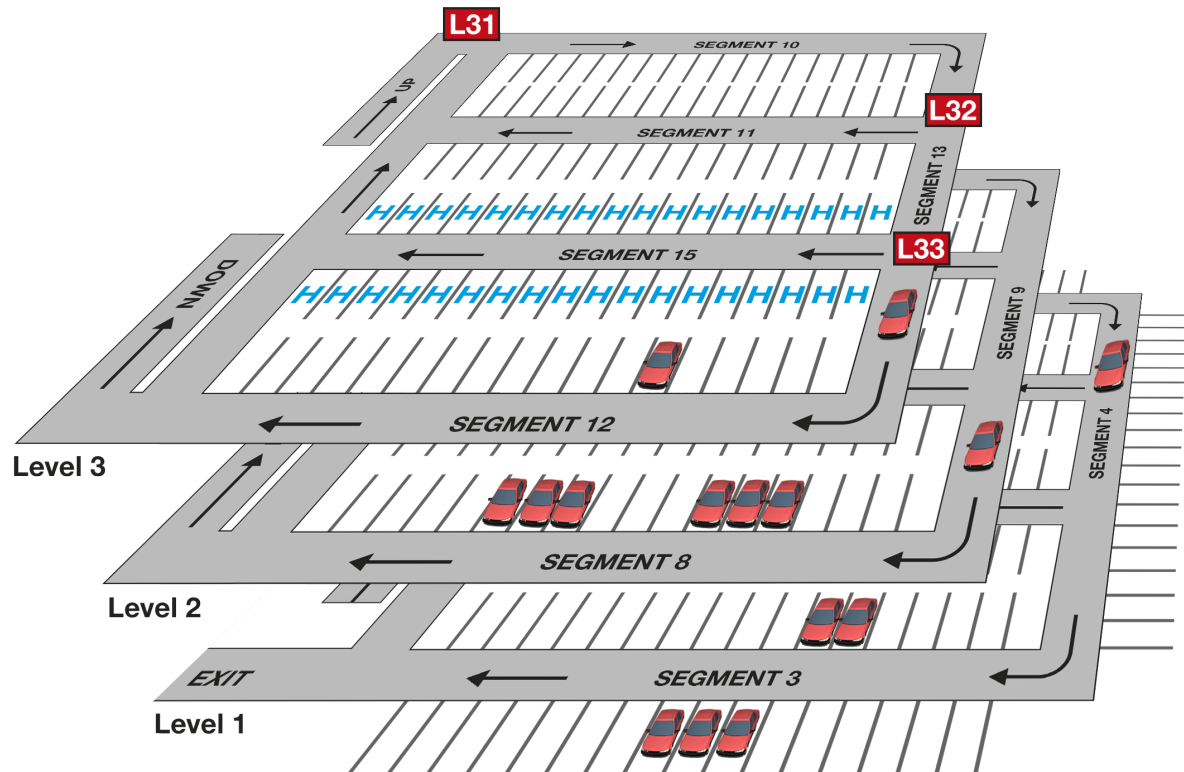 L31
SEGMENT 10
UP
L32
SEGMENT 11
SEGMENT 13
H H H H H H H H H H H H H H H H H H
L33
SEGMENT 15
DOWN
H H H H H H H H H H H H H H H H H H
SEGMENT 9
SEGMENT 12
SEGMENT 4
Level 3
SEGMENT 8
Level 2
EXIT
SEGMENT 3
Level 1